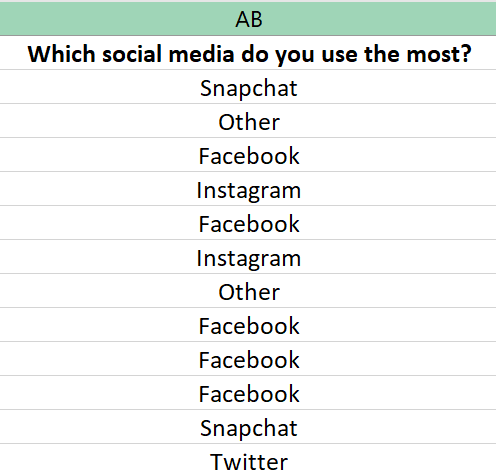 AB
Which social media do you use the most?
Snapchat
Other
Facebook
Instagram
Facebook
Instagram
Other
Facebook
Facebook
Facebook
Snapchat
Twitter